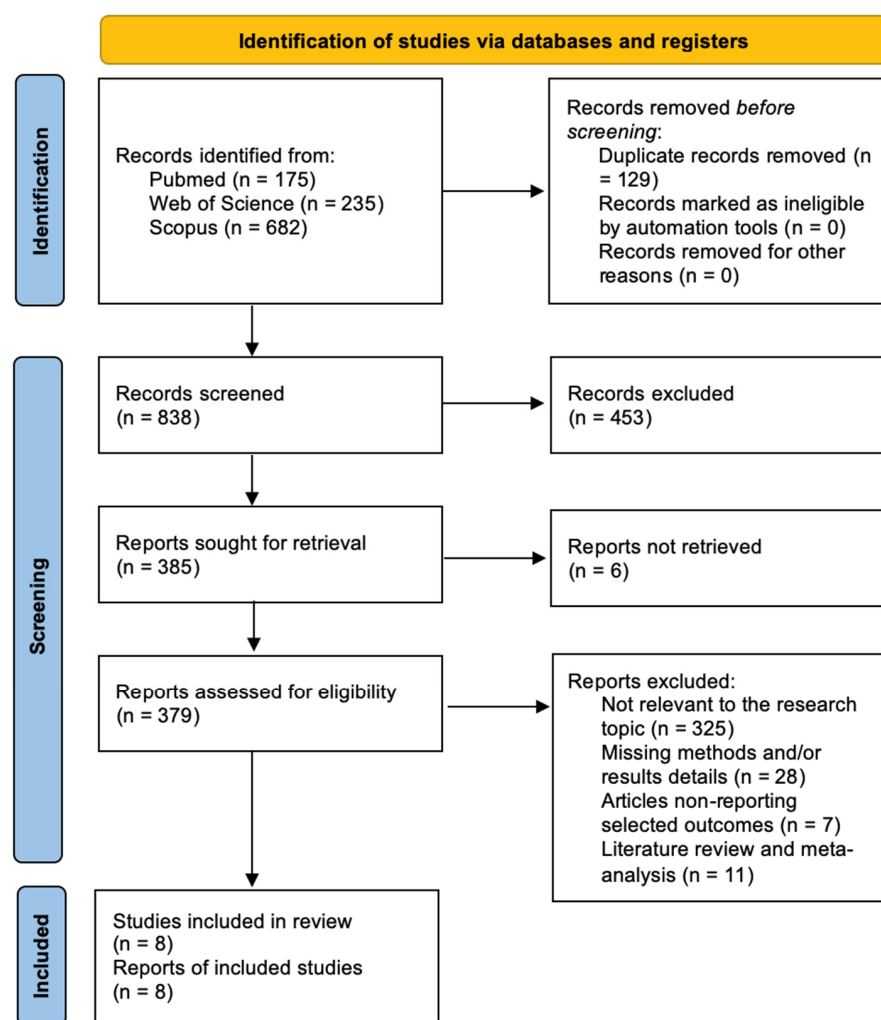 Identification of studies via databases and registers
Identification
Records identified from:
Pubmed (n = 175)
Web of Science (n = 235)
Scopus (n = 682)
Records removed before
screening:
Duplicate records removed (n
= 129)
Records marked as ineligible
by automation tools (n = 0)
Records removed for other
reasons (n = 0)
Screening
Records screened
(n = 838)
Records excluded
(n = 453)
Reports sought for retrieval
(n = 385)
Reports not retrieved
(n = 6)
Reports assessed for eligibility
(n = 379)
Reports excluded:
Not relevant to the research
topic (n = 325)
Missing methods and/or
results details (n = 28)
Articles non-reporting
selected outcomes (n = 7)
Literature review and meta-
analysis (n = 11)
Included
Studies included in review
(n = 8)
Reports of included studies
(n = 8)